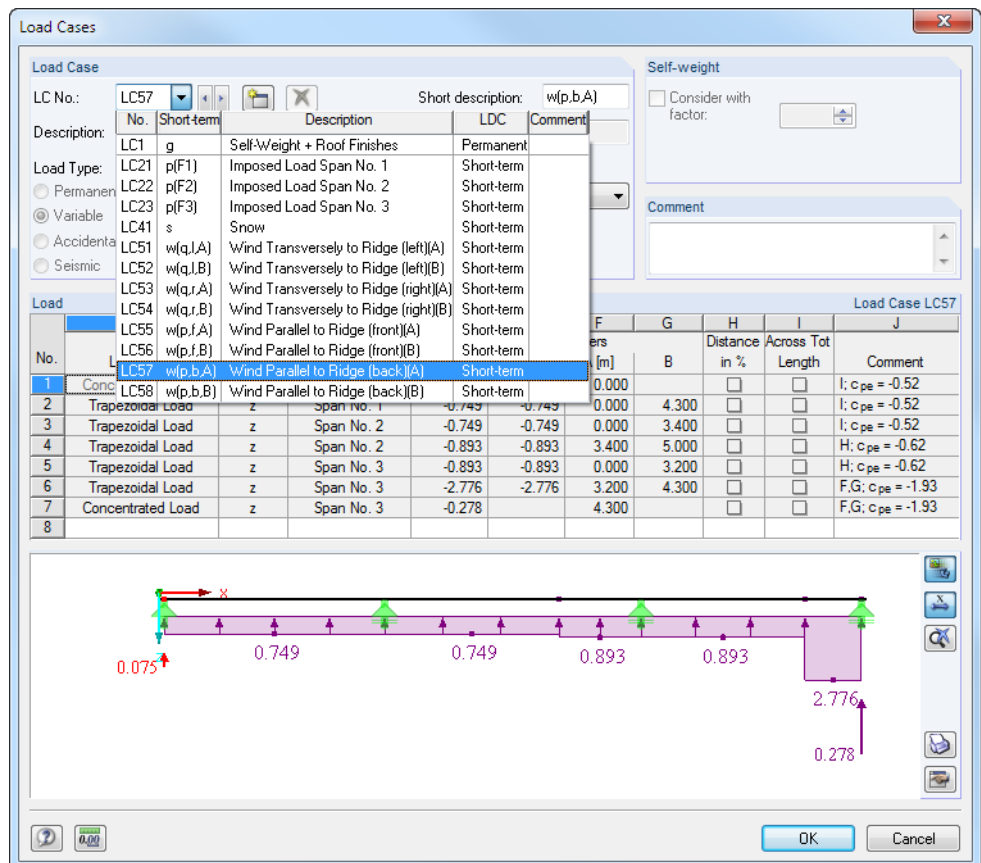 Load Cases
Load Case
Self-weight
LC No.: LC57 Short description: w(p,b,A)
Consider with factor:
Description:
No. Short-term Description LDC Comment
LC1 g Self-Weight + Roof Finishes Permanent
Load Type:
LC21 p(F1) Imposed Load Span No. 1 Short-term
LC22 p(F2) Imposed Load Span No. 2 Short-term
LC23 p(F3) Imposed Load Span No. 3 Short-term
LC41 s Snow Short-term
LC51 w(q,l,A) Wind Transversely to Ridge (left)(A) Short-term
LC52 w(q,l,B) Wind Transversely to Ridge (left)(B) Short-term
LC53 w(q,r,A) Wind Transversely to Ridge (right)(A) Short-term
LC54 w(q,r,B) Wind Transversely to Ridge (right)(B) Short-term
LC55 w(p,f,A) Wind Parallel to Ridge (front)(A) Short-term
LC56 w(p,f,B) Wind Parallel to Ridge (front)(B) Short-term
LC57 w(p,b,A) Wind Parallel to Ridge (back)(A) Short-term
LC58 w(p,b,B) Wind Parallel to Ridge (back)(B) Short-term
Permanen
Variable
Accidenta
Seismic
Comment
Load
Load Case LC57
F G H I J
No. L ers [m] B Distance in % Across Tot Length Comment
1 Conc 0.000 I; cpe = -0.52
2 Trapezoidal Load z Span No. 1 -0.749 -0.749 0.000 4.300 I; cpe = -0.52
3 Trapezoidal Load z Span No. 2 -0.749 -0.749 0.000 3.400 I; cpe = -0.52
4 Trapezoidal Load z Span No. 2 -0.893 -0.893 3.400 5.000 H; cpe = -0.62
5 Trapezoidal Load z Span No. 3 -0.893 -0.893 0.000 3.200 H; cpe = -0.62
6 Trapezoidal Load z Span No. 3 -2.776 -2.776 3.200 4.300 F,G; cpe = -1.93
7 Concentrated Load z Span No. 3 -0.278 4.300 F,G; cpe = -1.93
8
x
0.075
0.749
0.749
0.893
0.893
2.776
0.278
0.00
OK
Cancel